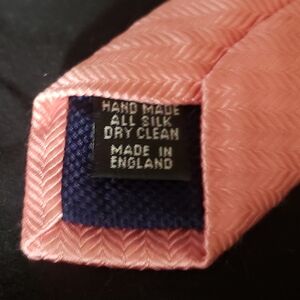 HAND MADE
ALL SILK
DRY CLEAN
MADE IN
ENGLAND